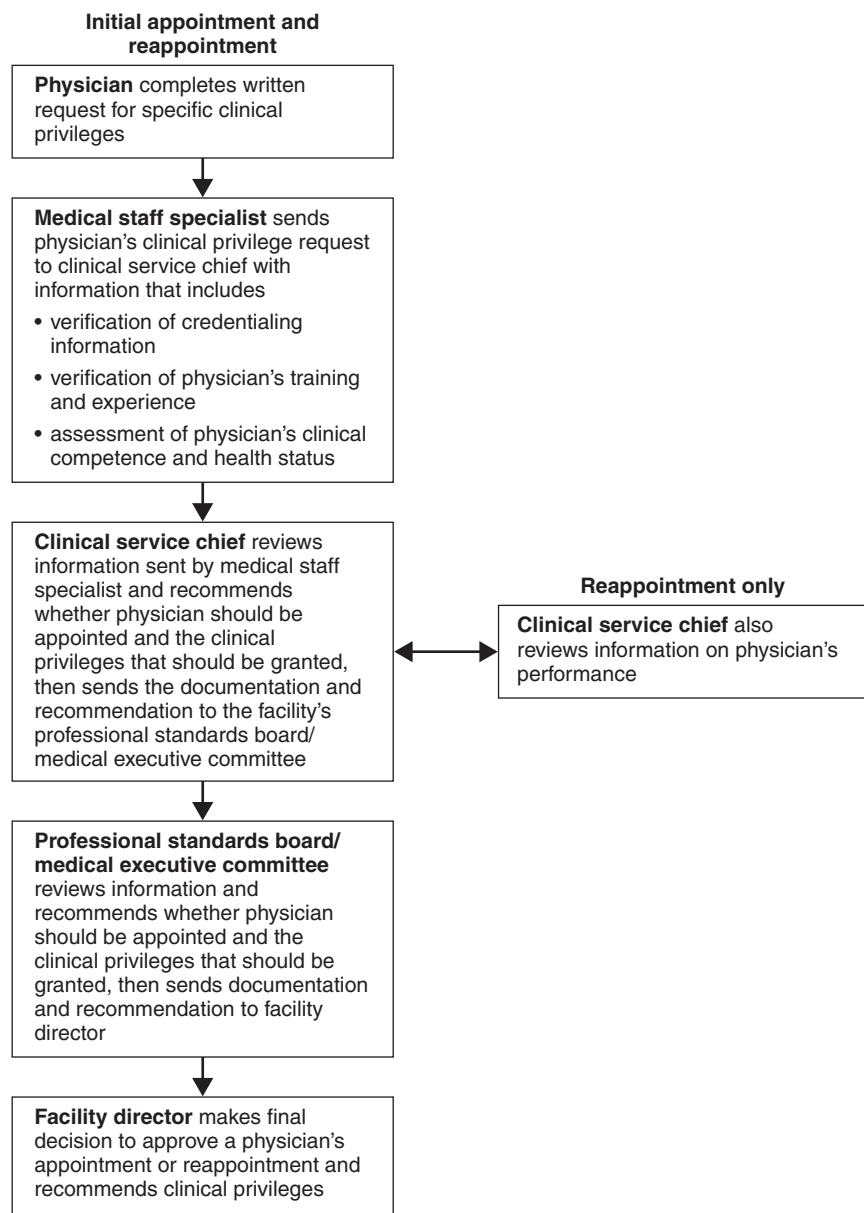 Initial appointment and
reappointment
Physician completes written
request for specific clinical
privileges
Medical staff specialist sends
physician's clinical privilege request
to clinical service chief with
information that includes
• verification of credentialing
information
• verification of physician's training
and experience
• assessment of physician's clinical
competence and health status
Clinical service chief reviews
information sent by medical staff
specialist and recommends
whether physician should be
appointed and the clinical
privileges that should be granted,
then sends the documentation and
recommendation to the facility's
professional standards board/
medical executive committee
Reappointment only
Clinical service chief also
reviews information on physician's
performance
Professional standards board/
medical executive committee
reviews information and
recommends whether physician
should be appointed and the
clinical privileges that should be
granted, then sends documentation
and recommendation to facility
director
Facility director makes final
decision to approve a physician's
appointment or reappointment and
recommends clinical privileges